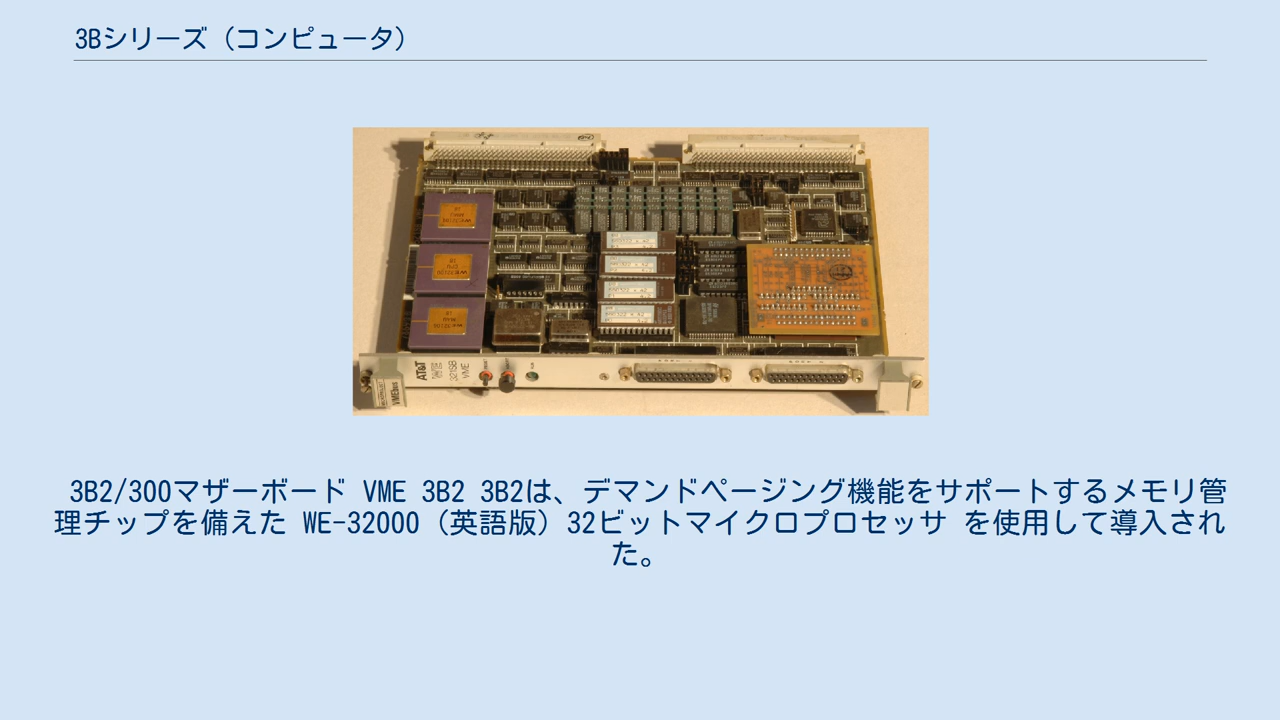 3Bシリーズ（コンピュータ）
AT&T
321SB
VME
VMEbus
3B2/300マザーボード VME 3B2 3B2は、デマンドページング機能をサポートするメモリ管
理チップを備えた WE-32000（英語版）32ビットマイクロプロセッサ を使用して導入され
た。